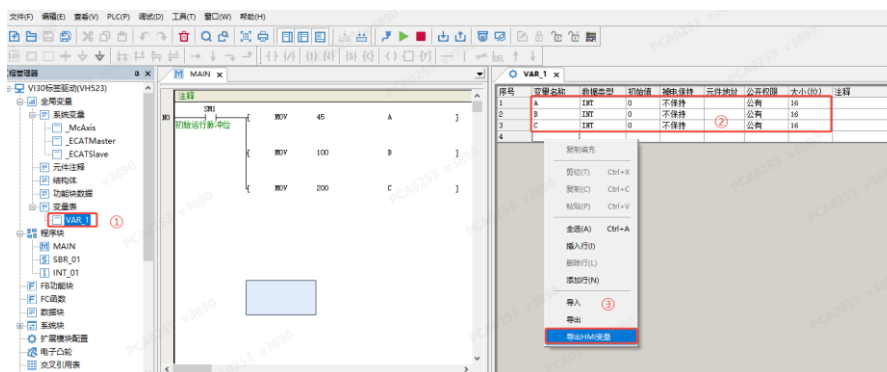 文件(F) 编辑(E) 查看(V) PLC(P) 调试(D) 工具(T) 窗口(W) 帮助(H)
工程管理器
VI30标签驱动(VH523)
全局变量
系统变量
_McAxis
_ECATMaster
_ECATSlave
元件注释
结构体
功能块数据
变量表
VAR_1 ①
程序块
MAIN
SBR_01
INT_01
FB功能块
FC函数
数据块
系统块
扩展模块配置
电子凸轮
交叉引用表
MAIN
注释
SM1
N0 MOV 45 A
初始运行脉冲位
MOV 100 B
MOV 200 C
VAR_1
序号 变量名称 数据类型 初始值 掉电保持 元件地址 公开权限 大小(位) 注释
1 A INT 0 不保持 公有 16
2 B INT 0 不保持 ② 公有 16
3 C INT 0 不保持 公有 16
4
复制填充
剪切(T) Ctrl+X
复制(C) Ctrl+C
粘贴(P) Ctrl+V
全选(A) Ctrl+A
插入行(I)
删除行(L)
添加行(N)
导入 ③
导出
导出HMI变量
PCA0253 v3890